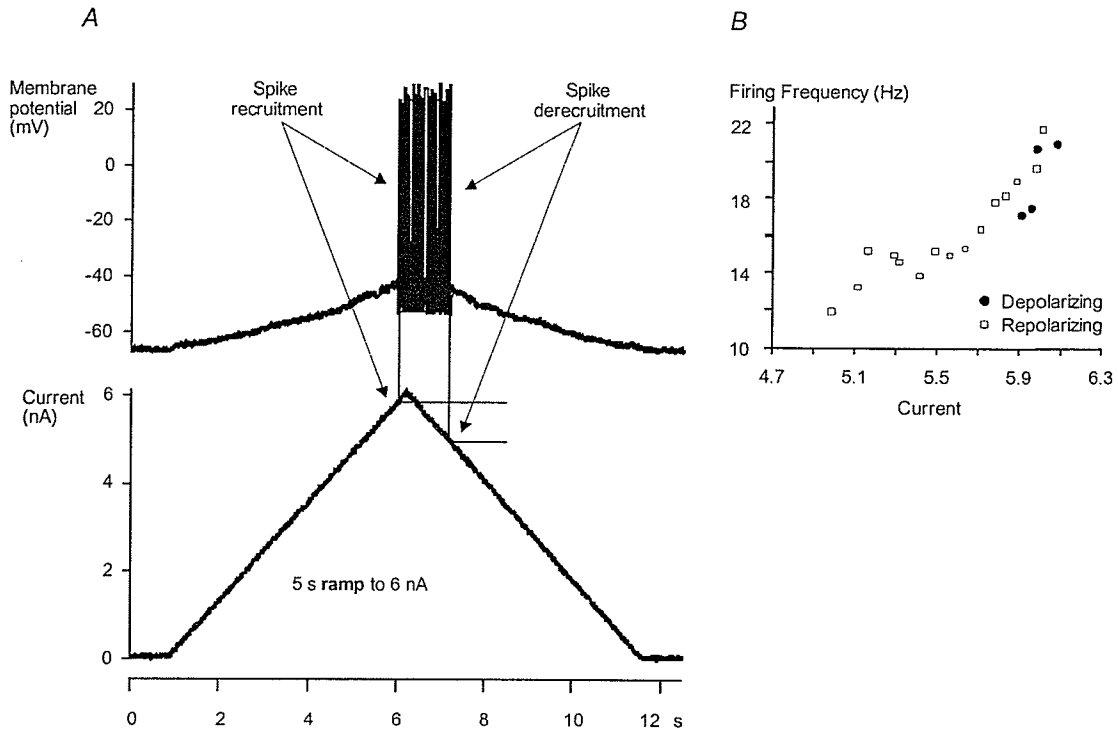 A
Membrane
potential
(mV)
20
0
-20
-40
-60
Spike
recruitment
Spike
derecruitment
Current
(nA)
6
4
2
0
5 s ramp to 6 nA
0 2 4 6 8 10 12 s
B
Firing Frequency (Hz)
22
18
14
10
Depolarizing
Repolarizing
4.7 5.1 5.5 5.9 6.3
Current